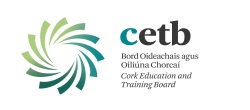 cetb
Bord Oideachais agus
Oiliúna Chorcaí
Cork Education and
Training Board